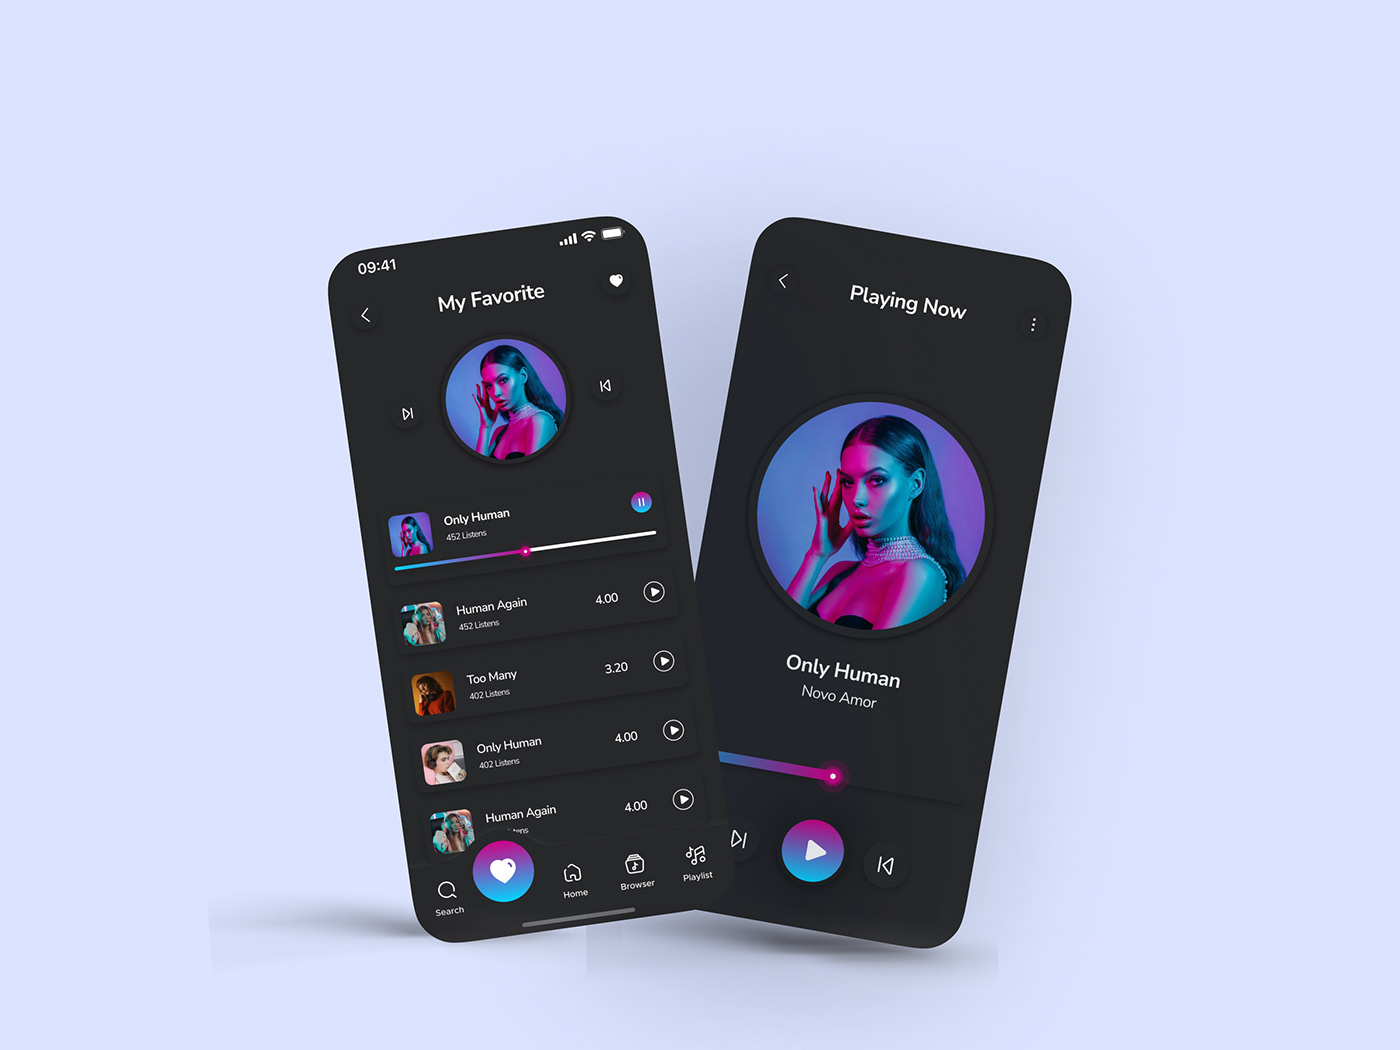 09:41
My Favorite
Only Human
452 Listens
Human Again
452 Listens
4.00
Too Many
402 Listens
3.20
Only Human
402 Listens
4.00
Human Again
4.00
Search
Home
Browser
Playlist
Playing Now
Only Human
Novo Amor